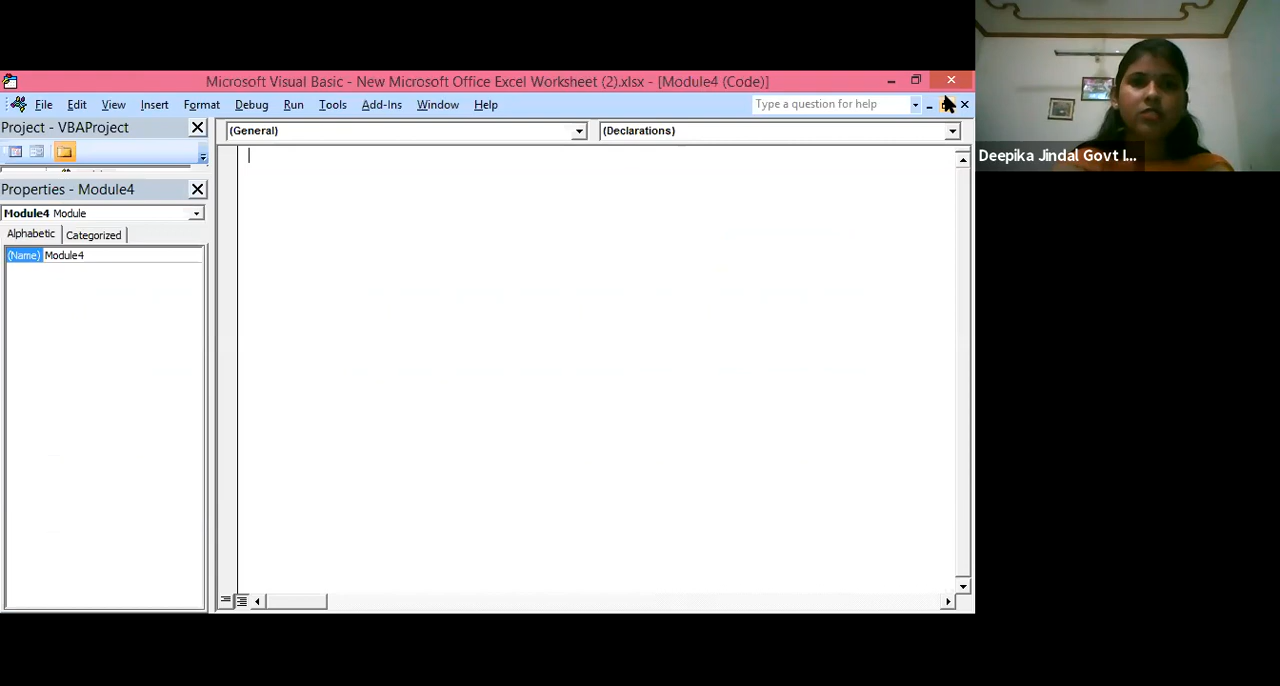 Microsoft Visual Basic - New Microsoft Office Excel Worksheet (2).xlsx - [Module4 (Code)]
File Edit View Insert Format Debug Run Tools Add-Ins Window Help
Type a question for help
Project - VBAProject
(General)
(Declarations)
Properties - Module4
Module4 Module
Alphabetic
Categorized
(Name) Module4
Deepika Jindal Govt I...